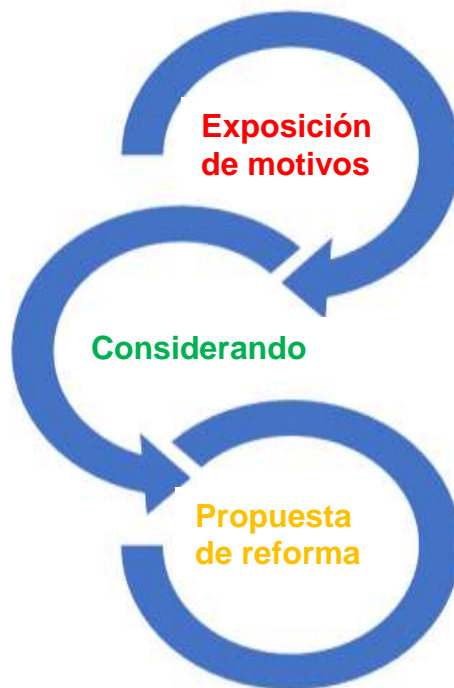 Exposición
de motivos
Considerando
Propuesta
de reforma